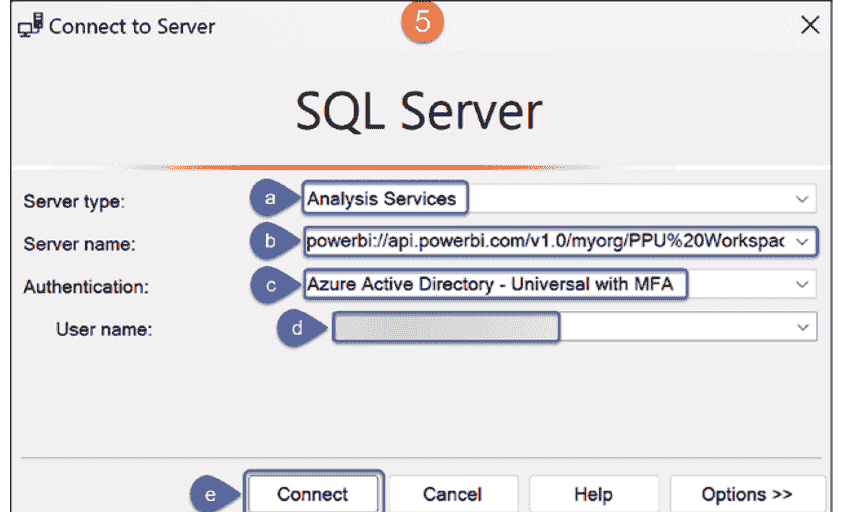 Connect to Server
5
SQL Server
Server type:
a
Analysis Services
Server name:
b
powerbi://api.powerbi.com/v1.0/myorg/PPU%20Workspac
Authentication:
c
Azure Active Directory - Universal with MFA
User name:
d
e
Connect
Cancel
Help
Options >>